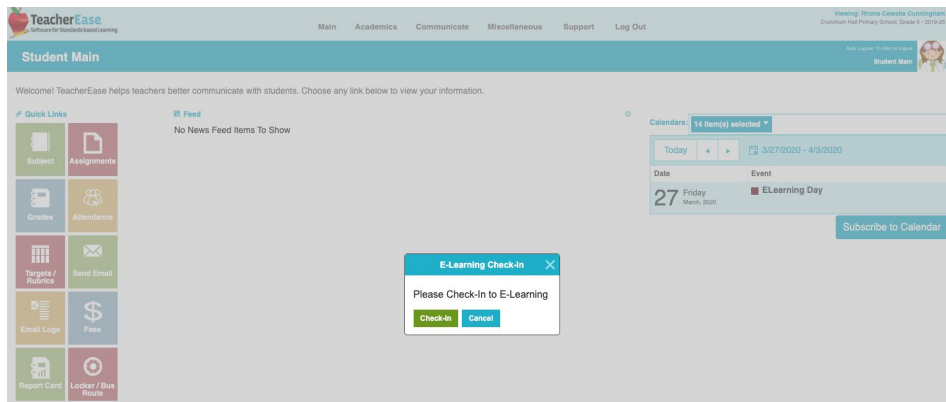 TeacherEase
Software for Standards-based Learning
Main Academics Communicate Miscellaneous Support Log Out
Viewing: Rhona Celestia Cunningham
Crunchem Hall Primary School, Grade 6 - 2019-20
Student Main
Student Main
Welcome! TeacherEase helps teachers better communicate with students. Choose any link below to view your information.
Quick Links
Subject
Assignments
Grades
Attendance
Targets /
Rubrics
Send Email
Email Logs
Fees
Report Card
Locker / Bus
Route
Feed
No News Feed Items To Show
Calendars: 14 item(s) selected
Today 3/27/2020 - 4/3/2020
Date Event
27 Friday
March, 2020
ELearning Day
Subscribe to Calendar
E-Learning Check-In
Please Check-In to E-Learning
Check-In Cancel